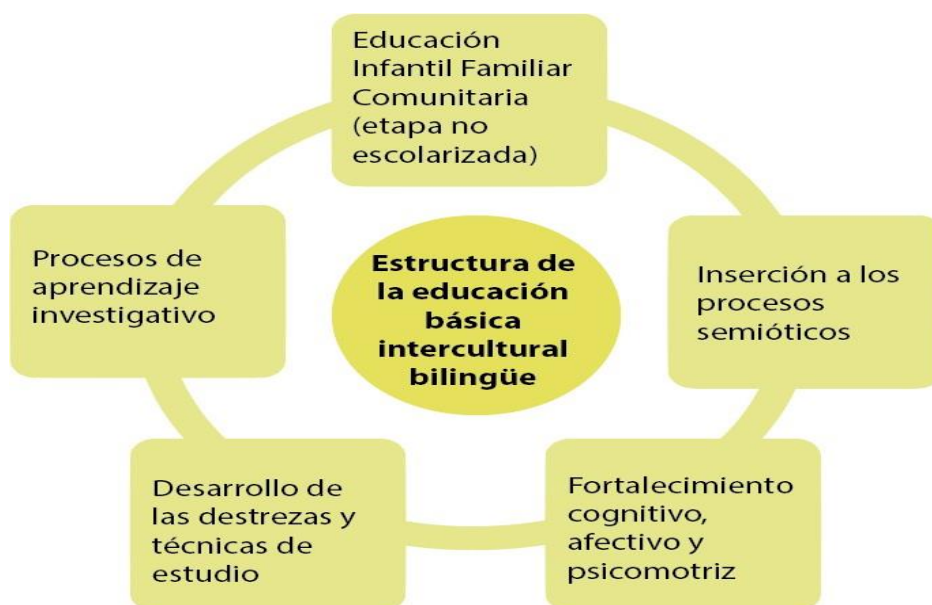 Educación
Infantil Familiar
Comunitaria
(etapa no
escolarizada)
Procesos de
aprendizaje
investigativo
Estructura de
la educación
básica
intercultural
bilingüe
Inserción a los
procesos
semióticos
Desarrollo de
las destrezas y
técnicas de
estudio
Fortalecimiento
cognitivo,
afectivo y
psicomotriz